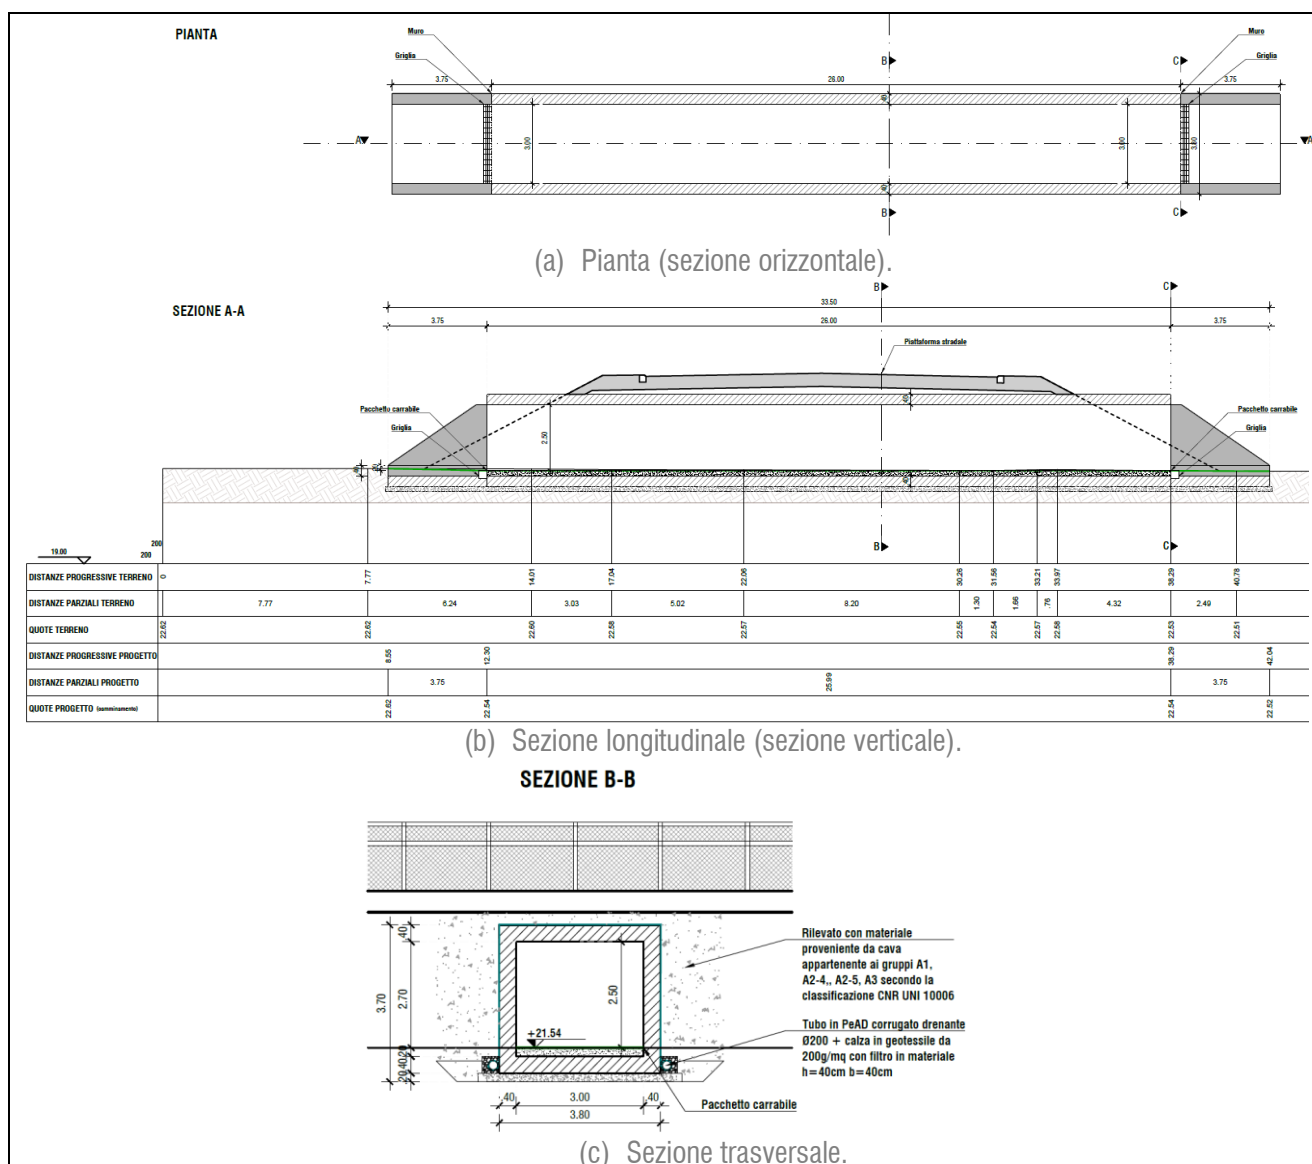 PIANTA
Muro
Griglia
3.75
26.00
B
C
Muro
Griglia
3.75
40
A
3.00
3.00
3.80
A
40
B
C
(a) Pianta (sezione orizzontale).
SEZIONE A-A
B
C
33.50
3.75
26.00
3.75
Piattaforma stradale
Pacchetto carrabile
Griglia
2.50
40
Pacchetto carrabile
Griglia
40
20
40
B
C
19.00
200
200
DISTANZE PROGRESSIVE TERRENO 0 7.77 14.01 17.04 22.06 30.26 31.56 33.21 33.97 38.29 40.78
DISTANZE PARZIALI TERRENO 7.77 6.24 3.03 5.02 8.20 1.30 1.66 .76 4.32 2.49
QUOTE TERRENO 22.62 22.62 22.60 22.58 22.57 22.55 22.54 22.57 22.58 22.53 22.51
DISTANZE PROGRESSIVE PROGETTO 8.55 12.30 38.29 42.04
DISTANZE PARZIALI PROGETTO 3.75 25.99 3.75
QUOTE PROGETTO (camminamento) 22.62 22.54 22.54 22.52
(b) Sezione longitudinale (sezione verticale).
SEZIONE B-B
3.70
.40
2.70
20
40
20
2.50
+21.54
Rilevato con materiale
proveniente da cava
appartenente ai gruppi A1,
A2-4,, A2-5, A3 secondo la
classificazione CNR UNI 10006
Tubo in PeAD corrugato drenante
Ø200 + calza in geotessile da
200g/mq con filtro in materiale
h=40cm b=40cm
Pacchetto carrabile
.40 3.00 .40
3.80
(c) Sezione trasversale.